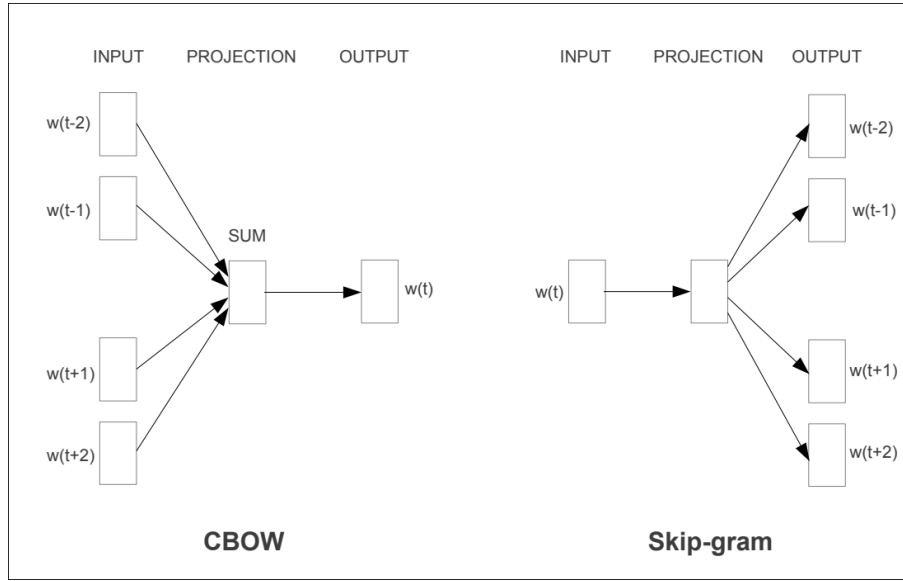 INPUT PROJECTION OUTPUT
w(t-2)
w(t-1)
SUM
w(t)
w(t+1)
w(t+2)
CBOW
INPUT PROJECTION OUTPUT
w(t-2)
w(t-1)
w(t)
w(t+1)
w(t+2)
Skip-gram